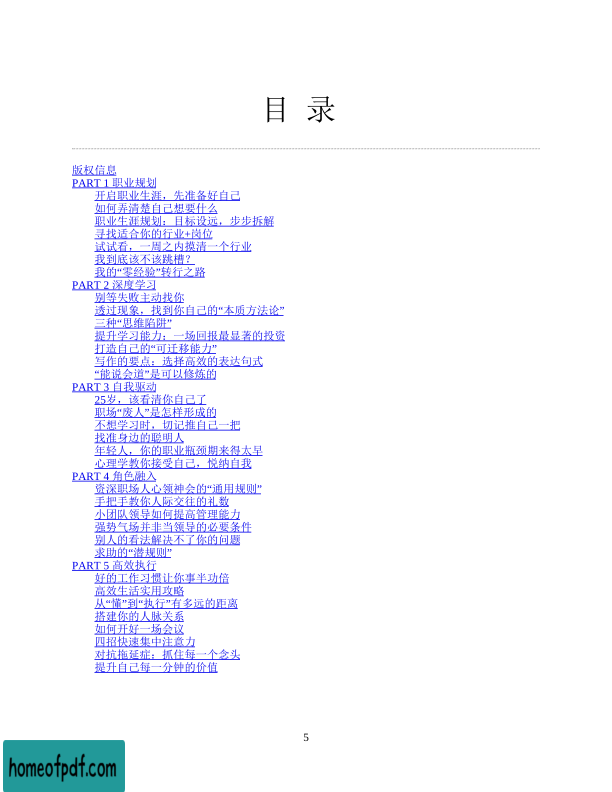 目 录
版权信息
PART 1 职业规划
开启职业生涯，先准备好自己
如何弄清楚自己想要什么
职业生涯规划：目标设远，步步拆解
寻找适合你的行业+岗位
试试看，一周之内摸清一个行业
我到底该不该跳槽？
我的“零经验”转行之路
PART 2 深度学习
别等失败主动找你
透过现象，找到你自己的“本质方法论”
三种“思维陷阱”
提升学习能力：一场回报最显著的投资
打造自己的“可迁移能力”
写作的要点：选择高效的表达句式
“能说会道”是可以修炼的
PART 3 自我驱动
25岁，该看清你自己了
职场“废人”是怎样形成的
不想学习时，切记推自己一把
找准身边的聪明人
年轻人，你的职业瓶颈期来得太早
心理学教你接受自己，悦纳自我
PART 4 角色融入
资深职场人心领神会的“通用规则”
手把手教你人际交往的礼数
小团队领导如何提高管理能力
强势气场并非当领导的必要条件
别人的看法解决不了你的问题
求助的“潜规则”
PART 5 高效执行
好的工作习惯让你事半功倍
高效生活实用攻略
从“懂”到“执行”有多远的距离
搭建你的人脉关系
如何开好一场会议
四招快速集中注意力
对抗拖延症：抓住每一个念头
提升自己每一分钟的价值
5
homeofpdf.com